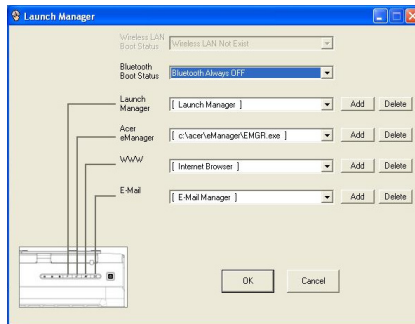 Launch Manager
Wireless LAN
Boot Status
Wireless LAN Not Exist
Bluetooth
Boot Status
Bluetooth Always OFF
Launch
Manager
[ Launch Manager ]
Add
Delete
Acer
eManager
[ c:\acer\eManager\EMGR.exe ]
Add
Delete
WWW
[ Internet Browser ]
Add
Delete
E-Mail
[ E-Mail Manager ]
Add
Delete
OK
Cancel